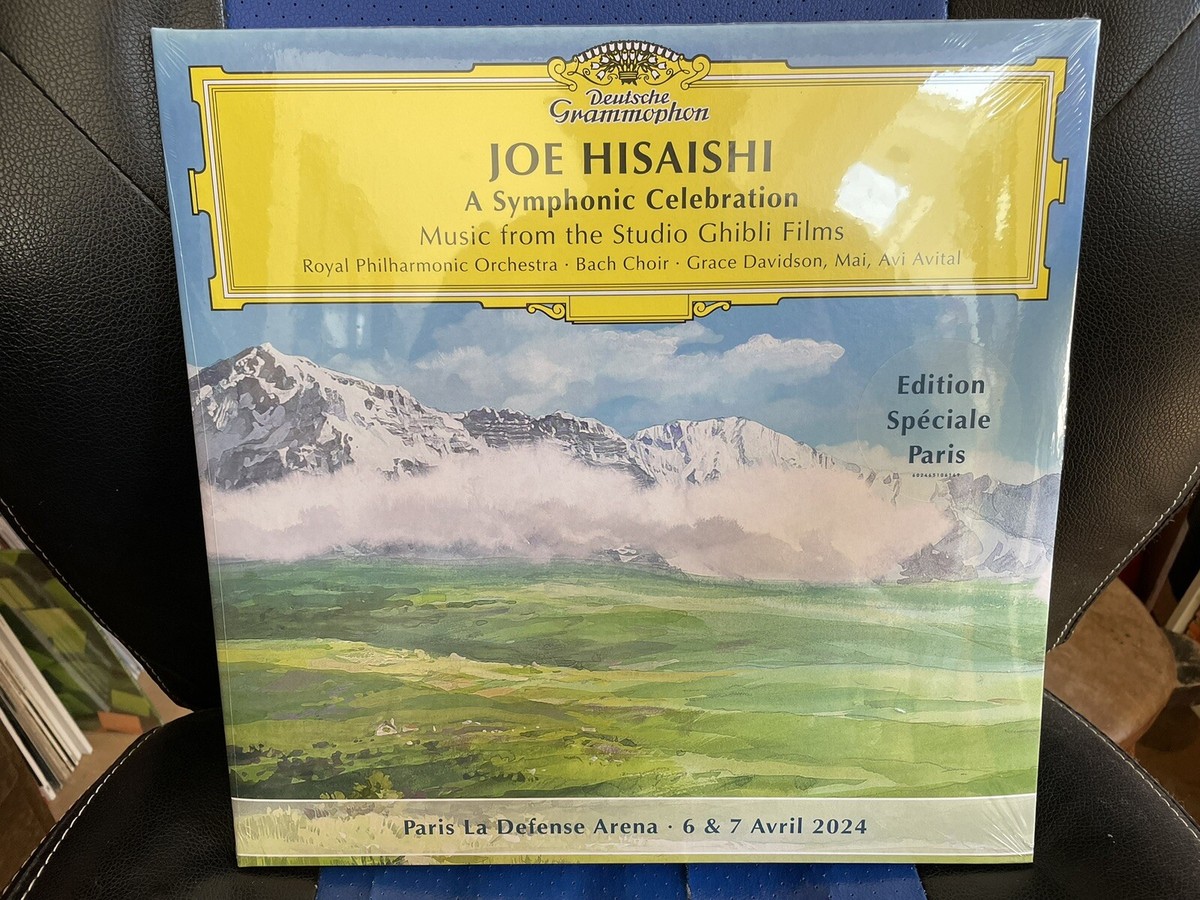 Deutsche
Grammophon
JOE HISAISHI
A Symphonic Celebration
Music from the Studio Ghibli Films
Royal Philharmonic Orchestra · Bach Choir · Grace Davidson, Mai, Avi Avital
Edition
Spéciale
Paris
Paris La Defense Arena · 6 & 7 Avril 2024